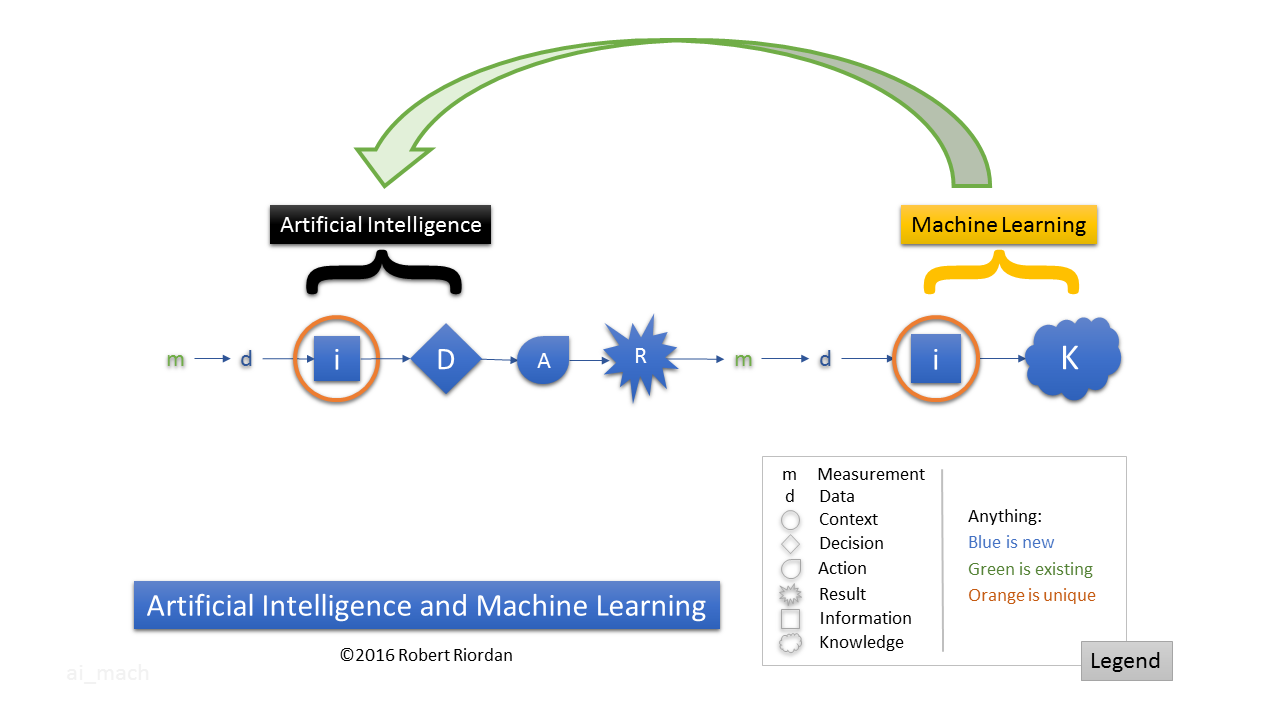 Artificial Intelligence
Machine Learning
m d i D A R m d i K
m Measurement
d Data
Context
Decision
Action
Result
Information
Knowledge
Anything:
Blue is new
Green is existing
Orange is unique
Legend
Artificial Intelligence and Machine Learning
©2016 Robert Riordan
ai_mach